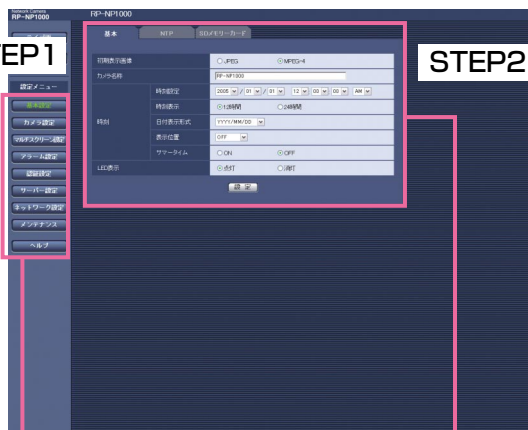 Network Camera
RP-NP1000
RP-NP1000
基本
NTP
SDメモリーカード
EP1
STEP2
初期表示画像
JPEG
MPEG-4
カメラ名称
RP-NP1000
設定メニュー
基本設定
カメラ設定
マルチスクリーン設定
アラーム設定
認証設定
サーバー設定
ネットワーク設定
メンテナンス
ヘルプ
時刻
時刻設定
2005 / 01 / 01 12 00 00 AM
時刻表示
12時間
24時間
日付表示形式
YYYY/MM/DD
表示位置
OFF
サマータイム
ON
OFF
LED表示
点灯
消灯
設定